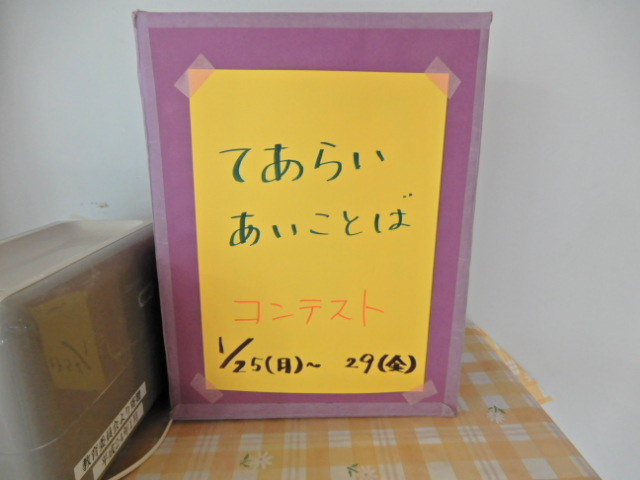 てあらい
あいことば
コンテスト
1/25(月)～ 29(金)